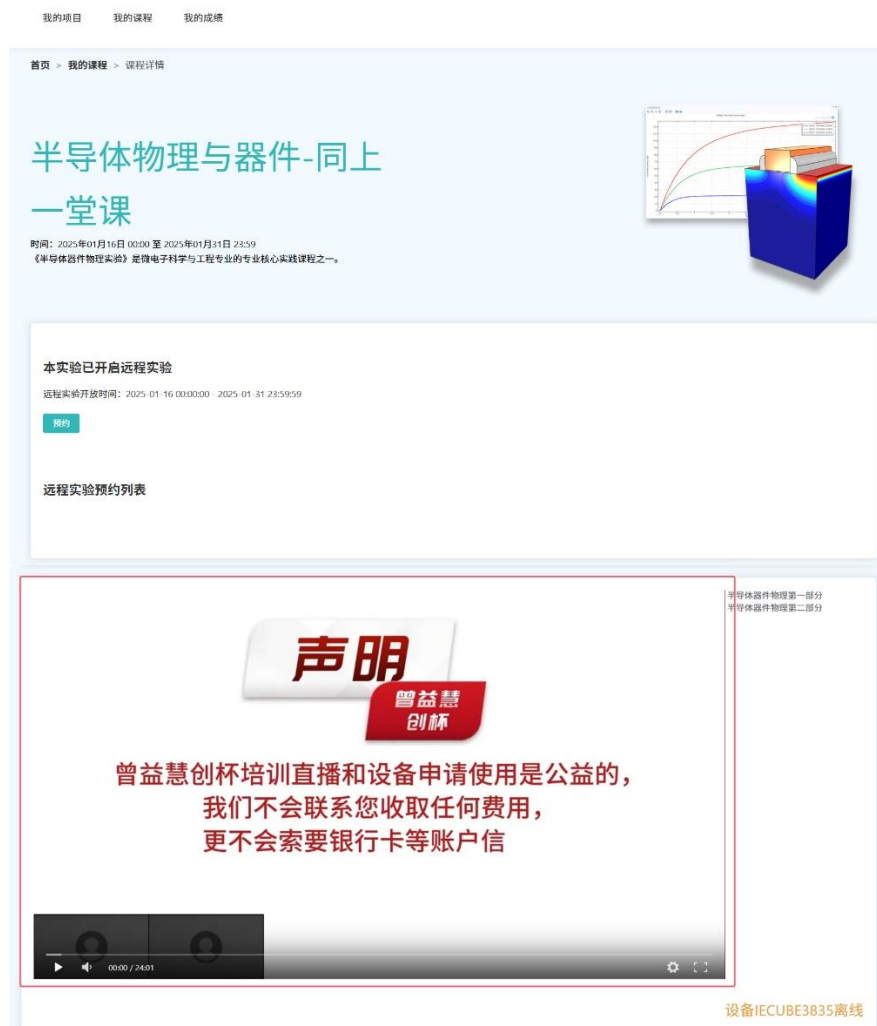 我的项目 我的课程 我的成绩
首页 > 我的课程 > 课程详情
半导体物理与器件-同上
一堂课
时间：2025年01月16日 00:00 至 2025年01月31日 23:59
《半导体器件物理实验》是微电子科学与工程专业的专业核心实践课程之一。
本实验已开启远程实验
远程实验开放时间：2025-01-16 00:00:00 - 2025-01-31 23:59:59
预约
远程实验预约列表
半导体器件物理第一部分
半导体器件物理第二部分
声明
曾益慧
创杯
曾益慧创杯培训直播和设备申请使用是公益的，
我们不会联系您收取任何费用，
更不会索要银行卡等账户信
00:00 / 24:01
设备IECUBE3835离线